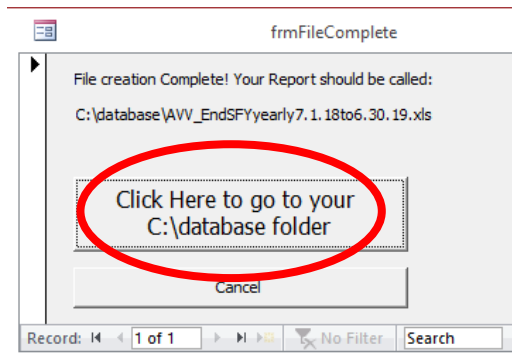 frmFileComplete
File creation Complete! Your Report should be called:
C:\database\AVV_EndSFYyearly7.1.18to6.30.19.xls
Click Here to go to your
C:\database folder
Cancel
Record: 1 of 1 No Filter Search